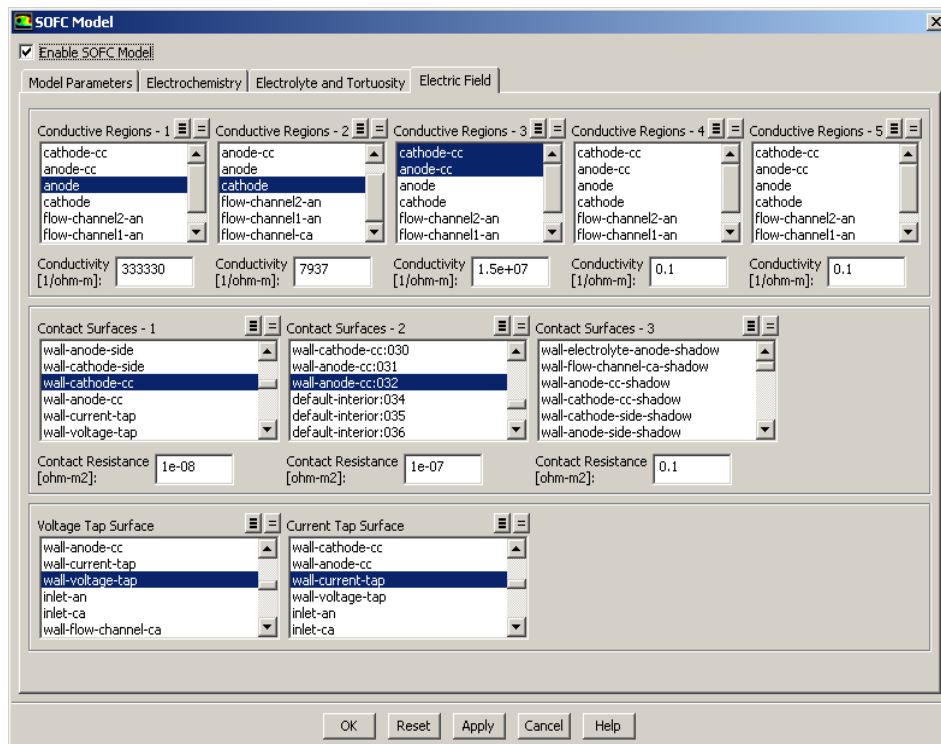 SOFC Model
Enable SOFC Model
Model Parameters Electrochemistry Electrolyte and Tortuosity Electric Field
Conductive Regions - 1 Conductive Regions - 2 Conductive Regions - 3 Conductive Regions - 4 Conductive Regions - 5
cathode-cc anode-cc cathode-cc cathode-cc cathode-cc
anode-cc anode anode-cc anode-cc anode-cc
anode cathode anode anode anode
cathode flow-channel2-an cathode cathode cathode
flow-channel2-an flow-channel1-an flow-channel2-an flow-channel2-an flow-channel2-an
flow-channel1-an flow-channel-ca flow-channel1-an flow-channel1-an flow-channel1-an
Conductivity Conductivity Conductivity Conductivity Conductivity
[1/ohm-m]: 333330 [1/ohm-m]: 7937 [1/ohm-m]: 1.5e+07 [1/ohm-m]: 0.1 [1/ohm-m]: 0.1
Contact Surfaces - 1 Contact Surfaces - 2 Contact Surfaces - 3
wall-anode-side wall-cathode-cc:030 wall-electrolyte-anode-shadow
wall-cathode-side wall-anode-cc:031 wall-flow-channel-ca-shadow
wall-cathode-cc wall-anode-cc:032 wall-anode-cc-shadow
wall-anode-cc default-interior:034 wall-cathode-cc-shadow
wall-current-tap default-interior:035 wall-cathode-side-shadow
wall-voltage-tap default-interior:036 wall-anode-side-shadow
Contact Resistance Contact Resistance Contact Resistance
[ohm-m2]: 1e-08 [ohm-m2]: 1e-07 [ohm-m2]: 0.1
Voltage Tap Surface Current Tap Surface
wall-anode-cc wall-cathode-cc
wall-current-tap wall-anode-cc
wall-voltage-tap wall-current-tap
inlet-an wall-voltage-tap
inlet-ca inlet-an
wall-flow-channel-ca inlet-ca
OK Reset Apply Cancel Help